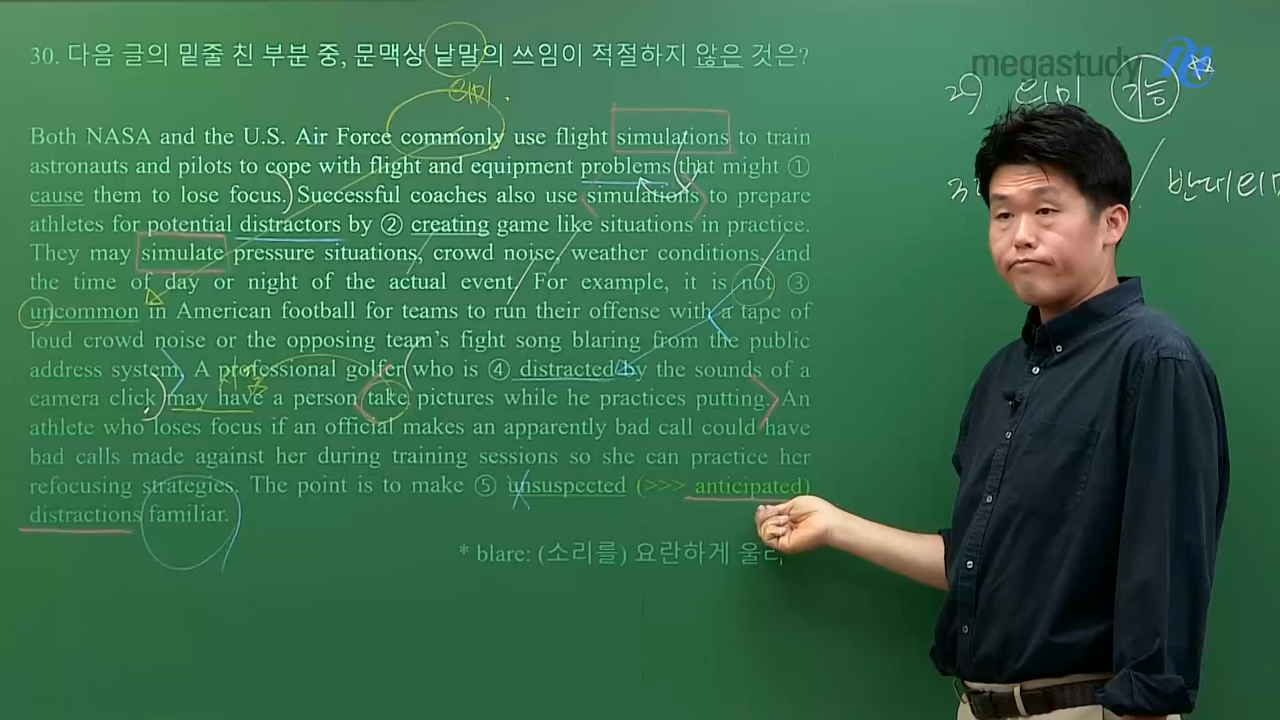 30. 다음 글의 밑줄 친 부분 중, 문맥상 낱말의 쓰임이 적절하지 않은 것은?
megastudy
29. 의미 가능
Both NASA and the U.S. Air Force commonly use flight simulations to train
astronauts and pilots to cope with flight and equipment problems that might ①
cause them to lose focus. Successful coaches also use simulations to prepare
반대의미
athletes for potential distractors by ② creating game like situations in practice.
They may simulate pressure situations, crowd noise, weather conditions, and
the time of day or night of the actual event. For example, it is not ③
uncommon in American football for teams to run their offense with a tape of
loud crowd noise or the opposing team's fight song blaring from the public
address system. A professional golfer who is ④ distracted by the sounds of a
camera click may have a person take pictures while he practices putting. An
athlete who loses focus if an official makes an apparently bad call could have
bad calls made against her during training sessions so she can practice her
refocusing strategies. The point is to make ⑤ unsuspected (>>> anticipated)
distractions familiar.
* blare: (소리를) 요란하게 울리